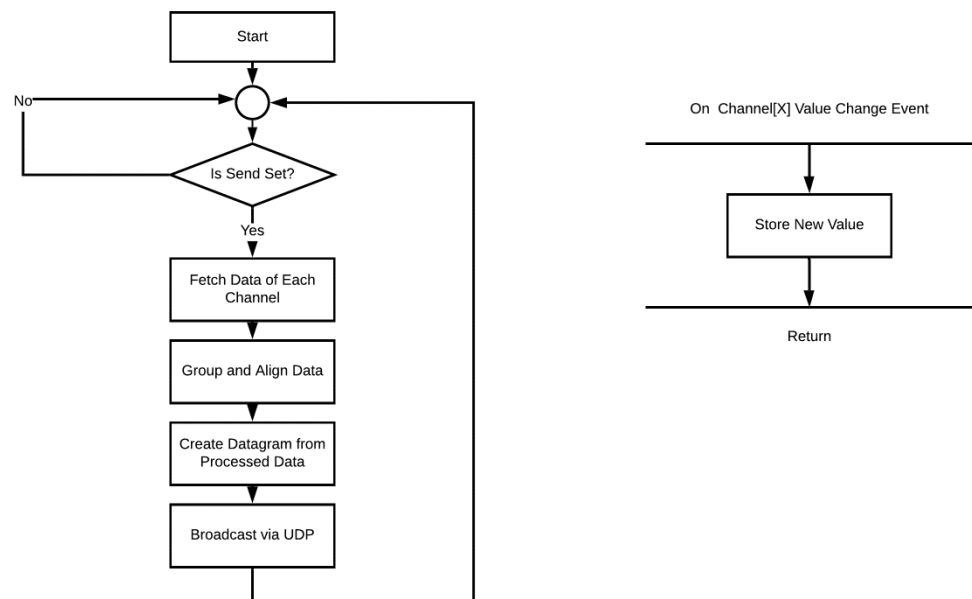 Start
No
Is Send Set?
Yes
Fetch Data of Each
Channel
Group and Align Data
Create Datagram from
Processed Data
Broadcast via UDP
On Channel[X] Value Change Event
Store New Value
Return